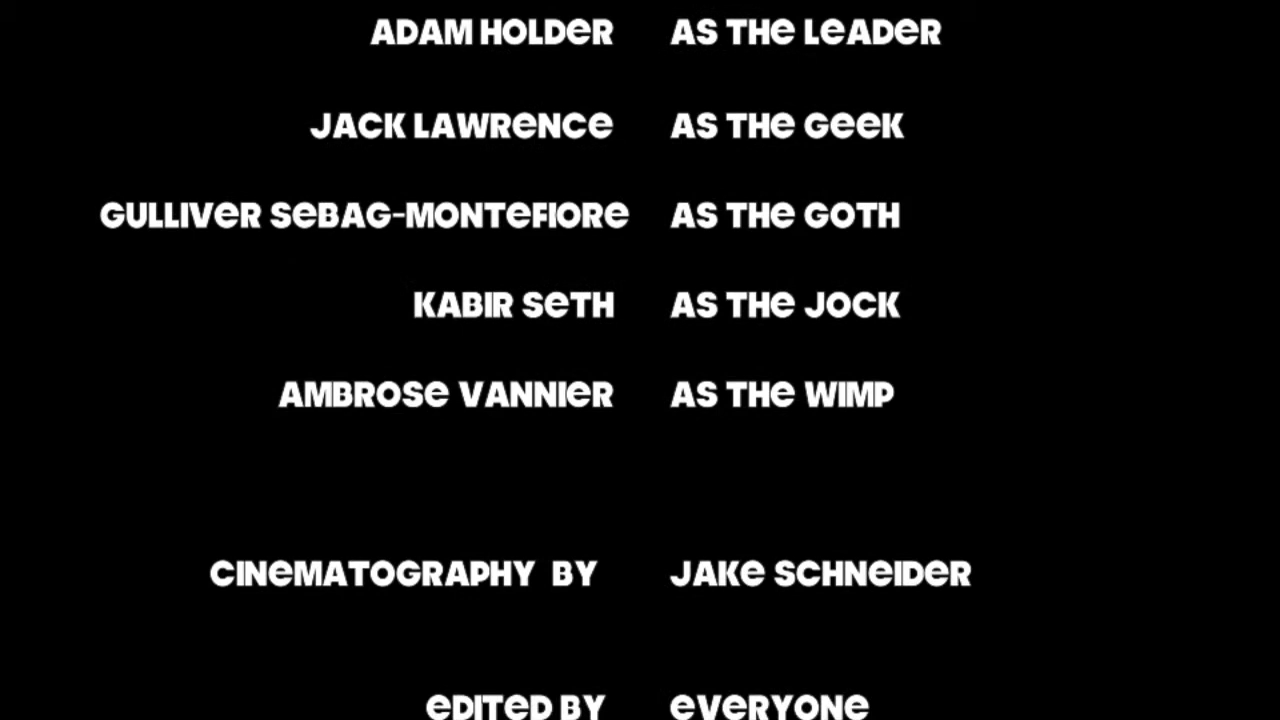 ADAM HOLDER AS THE LEADER
JACK LAWRENCE AS THE GEEK
GULLIVER SEBAG-MONTEFIORE AS THE GOTH
KABIR SETH AS THE JOCK
AMBROSE VANNIER AS THE WIMP
CINEMATOGRAPHY BY JAKE SCHNEIDER
EDITED BY EVERYONE